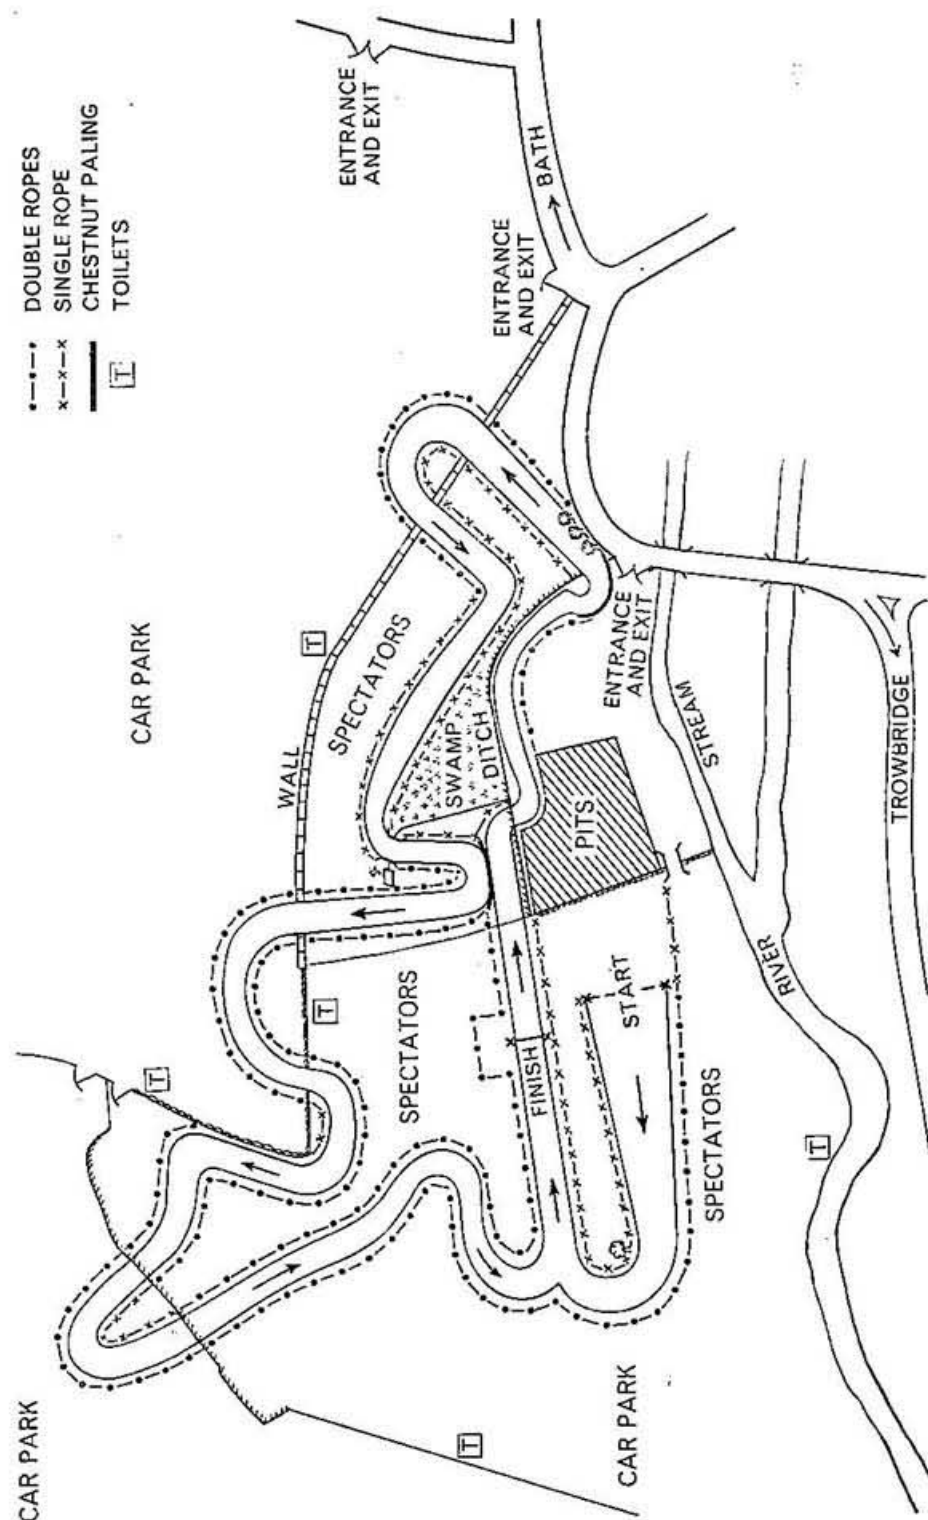 DOUBLE ROPES
SINGLE ROPE
CHESTNUT PALING
T TOILETS
ENTRANCE
AND EXIT
BATH
ENTRANCE
AND EXIT
CAR PARK
T
SPECTATORS
WALL
SWAMP
DITCH
ENTRANCE
AND EXIT
STREAM
PITS
TROWBRIDGE
RIVER
T
SPECTATORS
START
FINISH
T
SPECTATORS
T
CAR PARK
T
CAR PARK